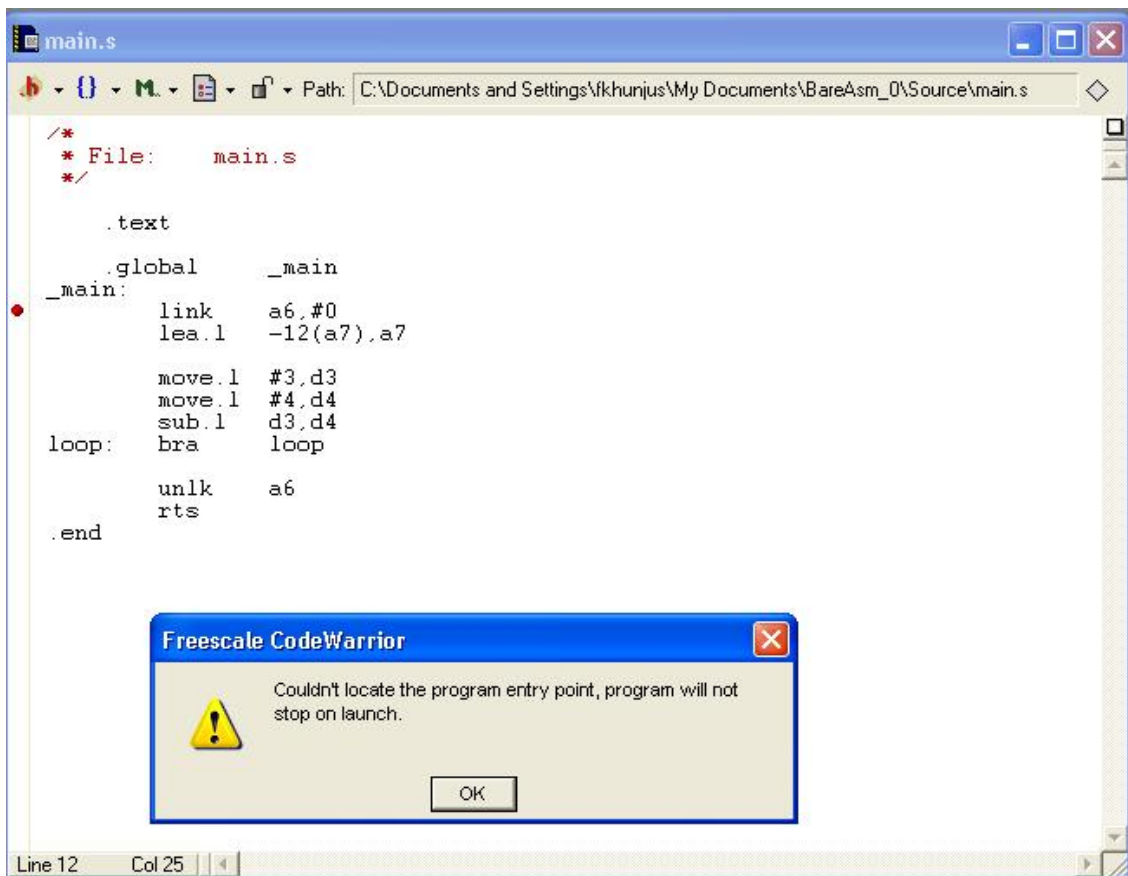 main.s
Path: C:\Documents and Settings\fkhunjus\My Documents\BareAsm_0\Source\main.s
/*
* File: main.s
*/
.text
.global _main
_main:
link a6,#0
lea.l -12(a7),a7
move.l #3,d3
move.l #4,d4
sub.l d3,d4
loop: bra loop
unlk a6
rts
.end
Freescale CodeWarrior
Couldn't locate the program entry point, program will not
stop on launch.
OK
Line 12 Col 25